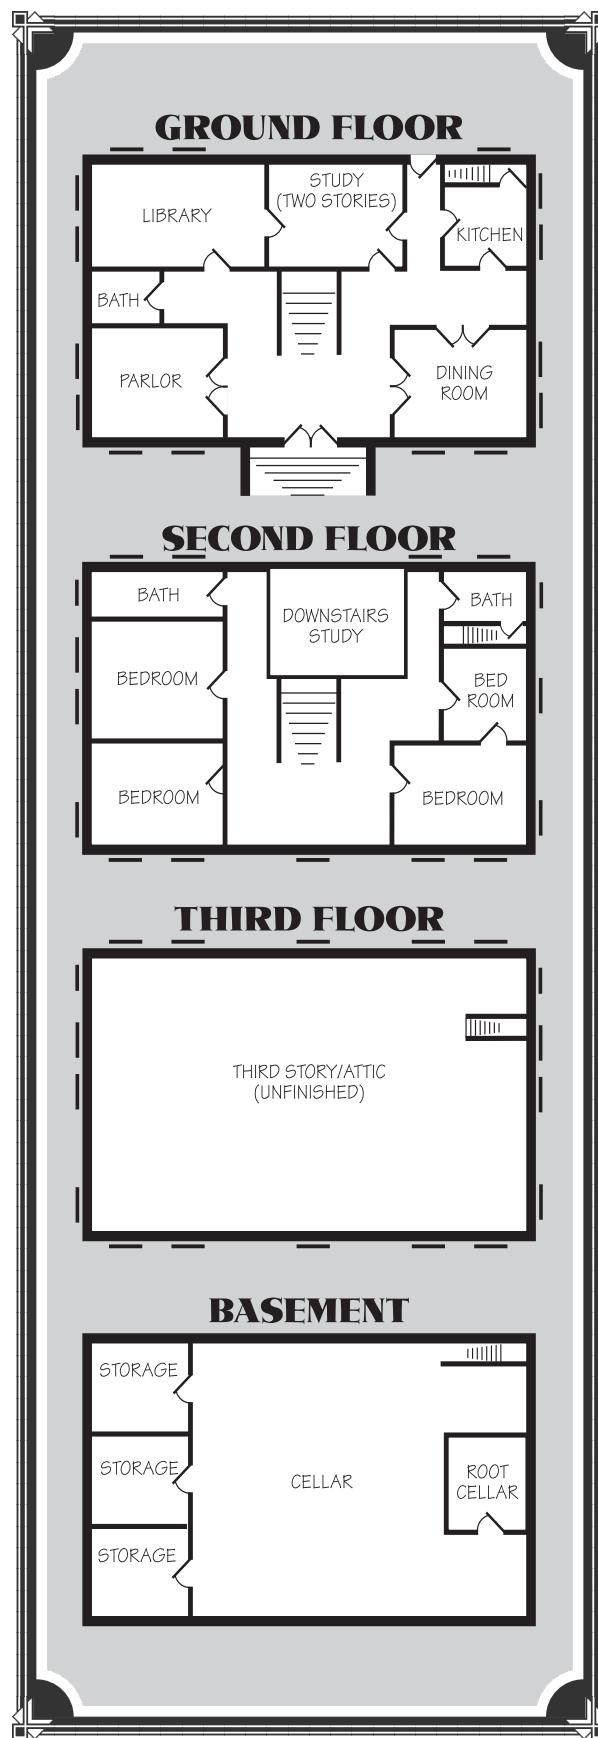 GROUND FLOOR
STUDY
(TWO STORIES)
LIBRARY
KITCHEN
BATH
PARLOR
DINING
ROOM
SECOND FLOOR
BATH
DOWNSTAIRS
STUDY
BATH
BEDROOM
BED
ROOM
BEDROOM
BEDROOM
THIRD FLOOR
THIRD STORY/ATTIC
(UNFINISHED)
BASEMENT
STORAGE
STORAGE
CELLAR
ROOT
CELLAR
STORAGE